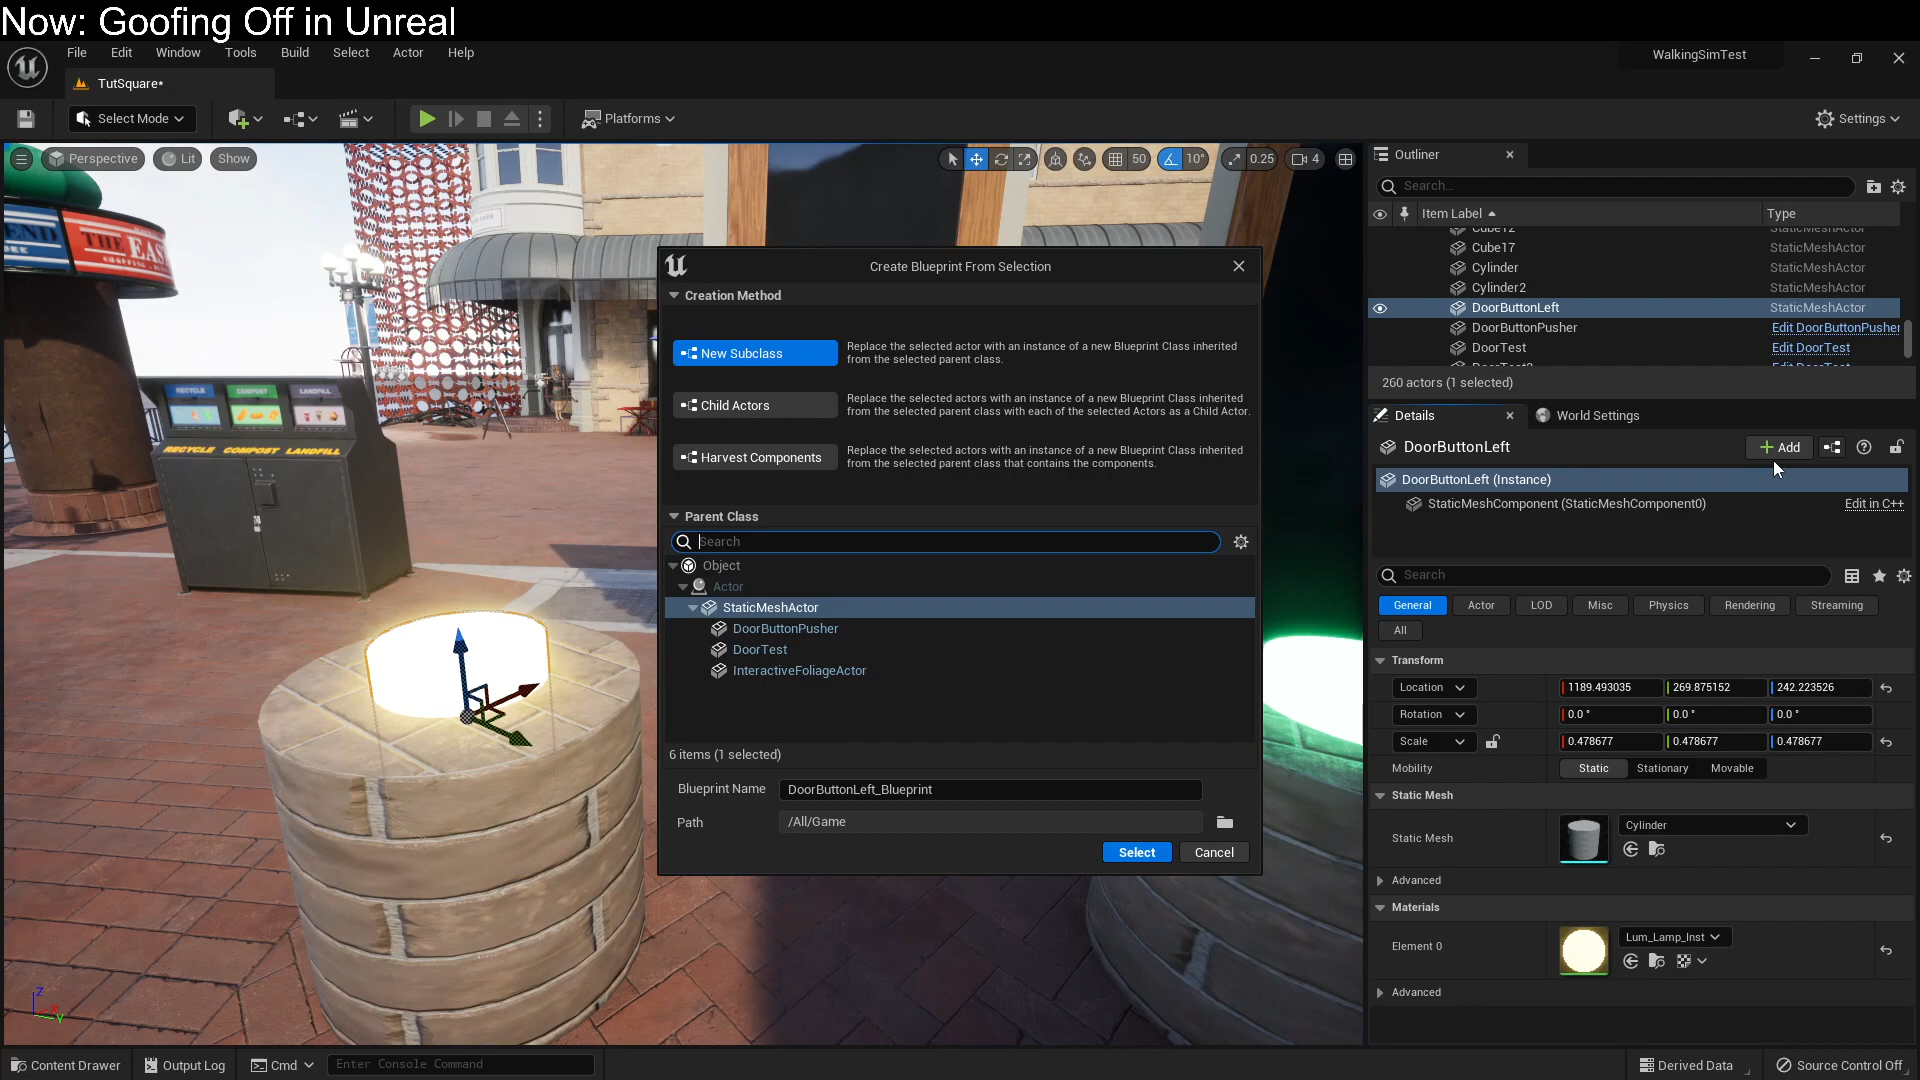 Now: Goofing Off in Unreal
File Edit Window Tools Build Select Actor Help
WalkingSimTest
TutSquare*
Select Mode
Platforms
Settings
Perspective Lit Show
50 10° 0.25 4
THE EAS
RECYCLE COMPOST LANDFILL
RECYCLE COMPOST LANDFILL
Create Blueprint From Selection
Creation Method
New Subclass
Replace the selected actor with an instance of a new Blueprint Class inherited
from the selected parent class.
Child Actors
Replace the selected actors with an instance of a new Blueprint Class inherited
from the selected parent class with each of the selected Actors as a Child Actor.
Harvest Components
Replace the selected actors with an instance of a new Blueprint Class inherited
from the selected parent class that contains the components.
Parent Class
Search
Object
Actor
StaticMeshActor
DoorButtonPusher
DoorTest
InteractiveFoliageActor
6 items (1 selected)
Blueprint Name DoorButtonLeft_Blueprint
Path /All/Game
Select Cancel
Outliner
Search...
Item Label Type
Cube12 StaticMeshActor
Cube17 StaticMeshActor
Cylinder StaticMeshActor
Cylinder2 StaticMeshActor
DoorButtonLeft StaticMeshActor
DoorButtonPusher Edit DoorButtonPusher
DoorTest Edit DoorTest
DoorTest2 Edit DoorTest
260 actors (1 selected)
Details World Settings
DoorButtonLeft Add
DoorButtonLeft (Instance)
StaticMeshComponent (StaticMeshComponent0) Edit in C++
Search
General Actor LOD Misc Physics Rendering Streaming
All
Transform
Location 1189.493035 269.875152 242.223526
Rotation 0.0 ° 0.0 ° 0.0 °
Scale 0.478677 0.478677 0.478677
Mobility Static Stationary Movable
Static Mesh
Static Mesh Cylinder
Advanced
Materials
Element 0 Lum_Lamp_Inst
Advanced
Content Drawer Output Log Cmd Enter Console Command Derived Data Source Control Off